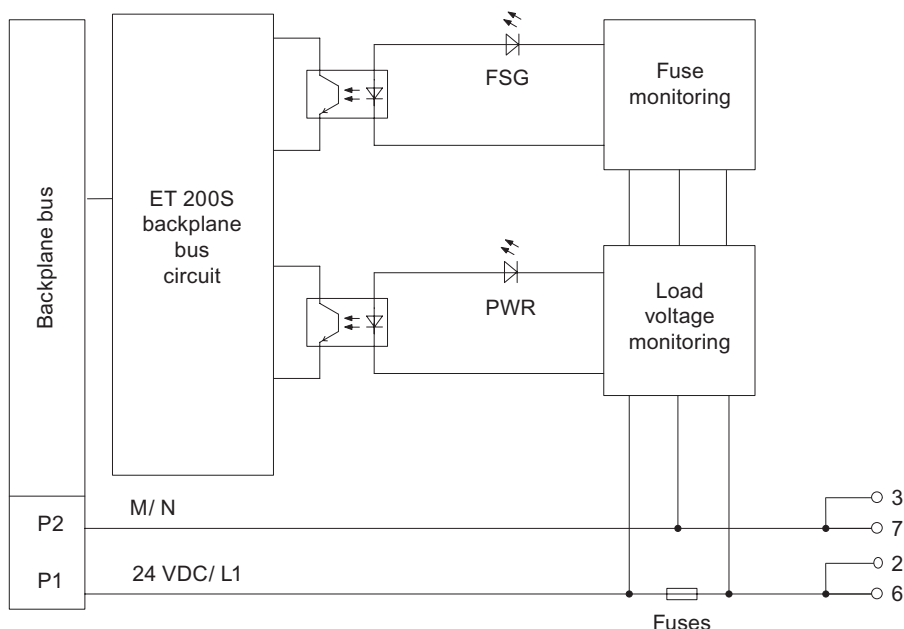 Backplane bus
ET 200S
backplane
bus
circuit
FSG
Fuse
monitoring
PWR
Load
voltage
monitoring
P2
M/ N
3
7
P1
24 VDC/ L1
2
6
Fuses